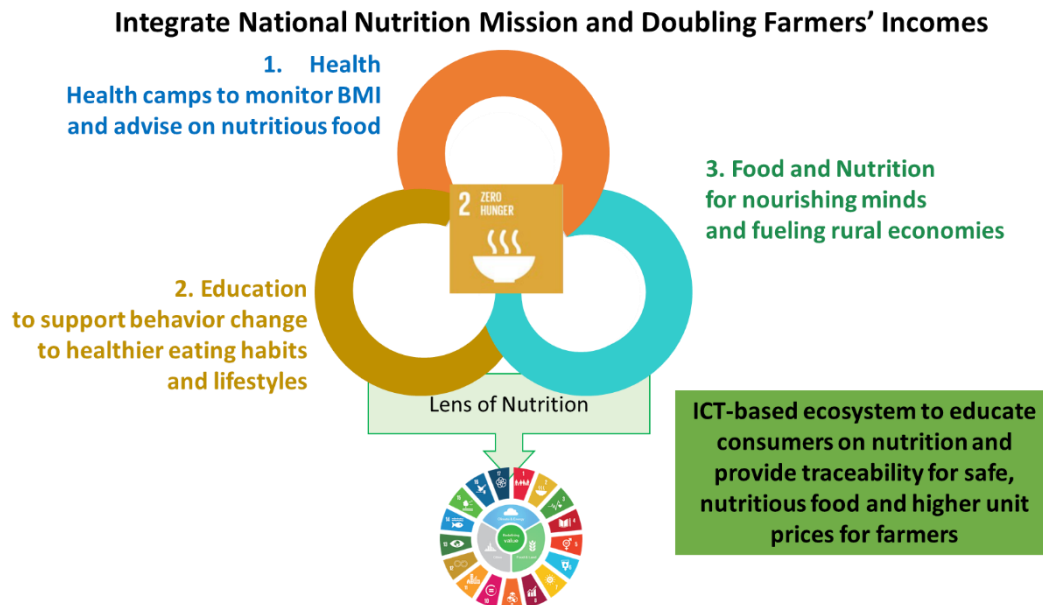 Integrate National Nutrition Mission and Doubling Farmers' Incomes
1. Health
Health camps to monitor BMI
and advise on nutritious food
2 ZERO
HUNGER
3. Food and Nutrition
for nourishing minds
and fueling rural economies
2. Education
to support behavior change
to healthier eating habits
and lifestyles
Lens of Nutrition
ICT-based ecosystem to educate
consumers on nutrition and
provide traceability for safe,
nutritious food and higher unit
prices for farmers